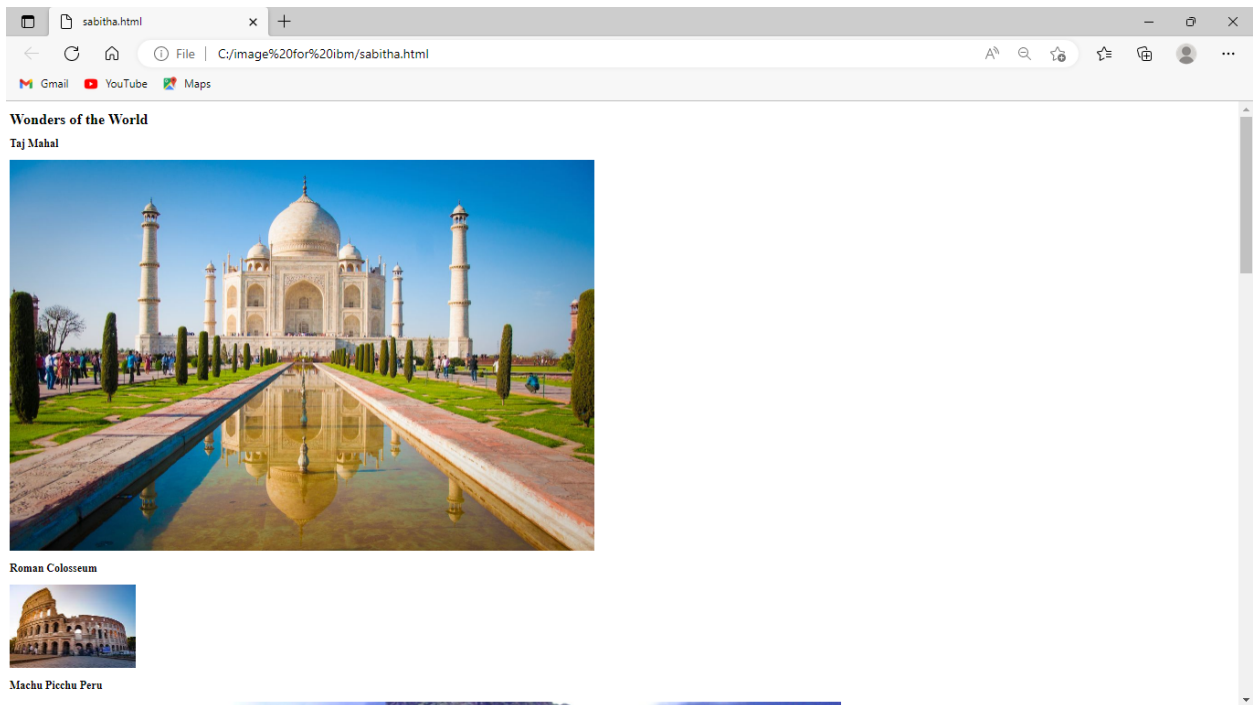 sabitha.html
File
C:/image%20for%20ibm/sabitha.html
Gmail YouTube Maps
Wonders of the World
Taj Mahal
Roman Colosseum
Machu Picchu Peru